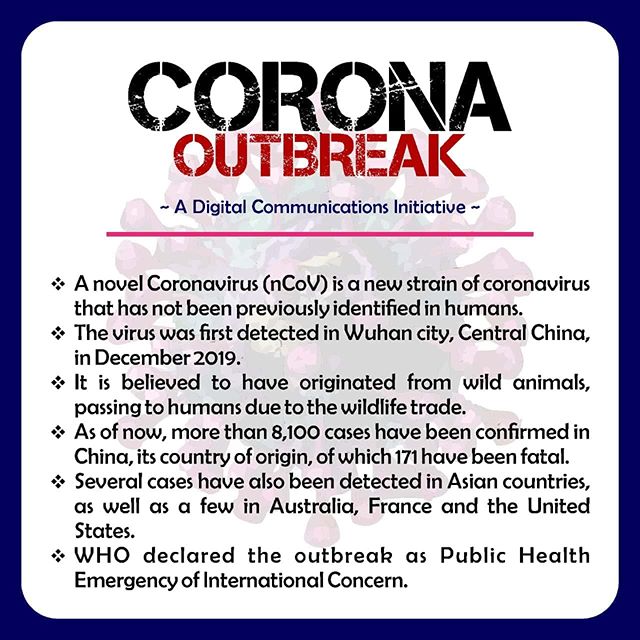 CORONA
OUTBREAK
~ A Digital Communications Initiative ~
❖ A novel Coronavirus (nCoV) is a new strain of coronavirus
that has not been previously identified in humans.
❖ The virus was first detected in Wuhan city, Central China,
in December 2019.
❖ It is believed to have originated from wild animals,
passing to humans due to the wildlife trade.
❖ As of now, more than 8,100 cases have been confirmed in
China, its country of origin, of which 171 have been fatal.
❖ Several cases have also been detected in Asian countries,
as well as a few in Australia, France and the United
States.
❖ WHO declared the outbreak as Public Health
Emergency of International Concern.